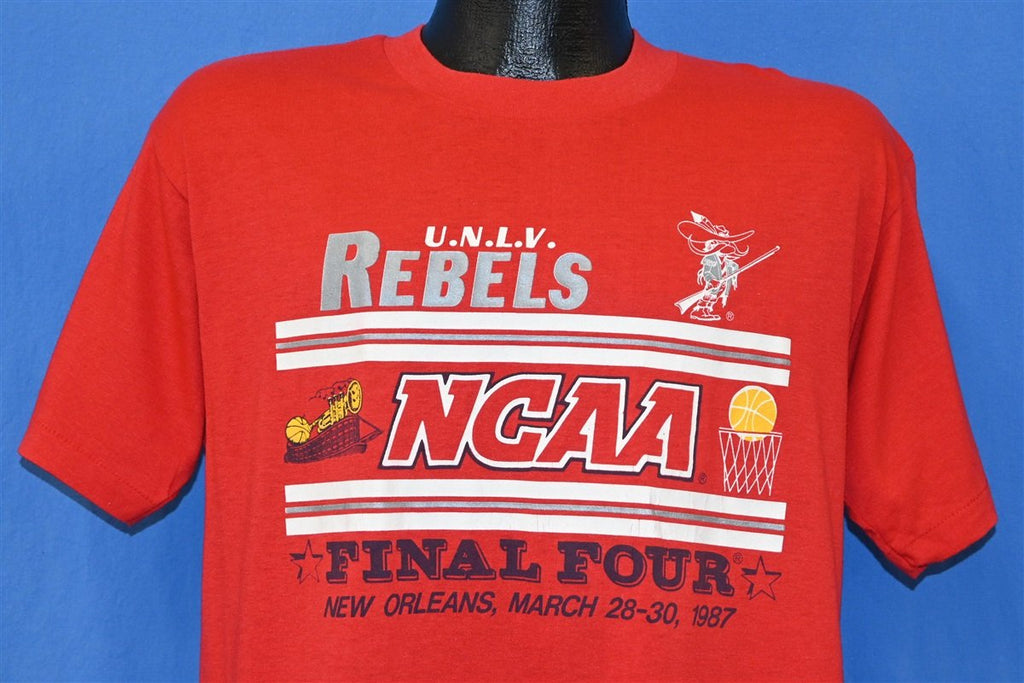 U.N.L.V.
REBELS
®
NCAA®
FINAL FOUR®
NEW ORLEANS, MARCH 28-30, 1987